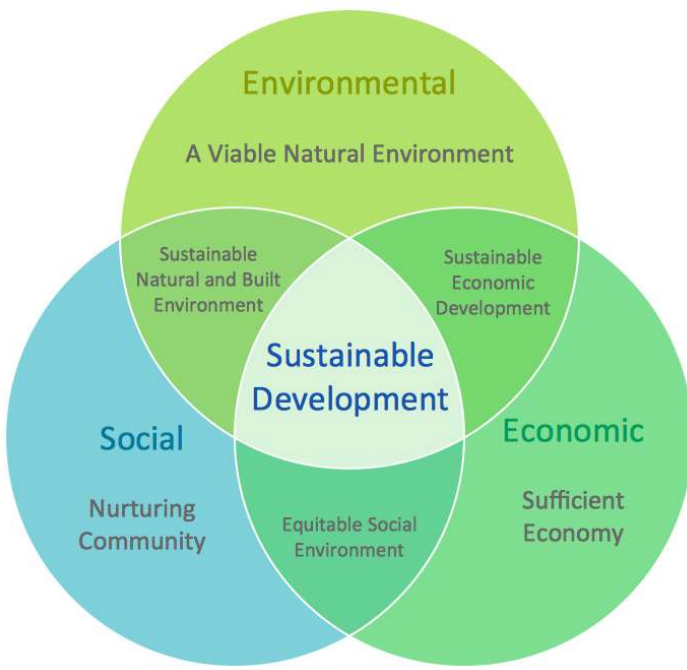 Environmental
A Viable Natural Environment
Sustainable
Natural and Built
Environment
Sustainable
Economic
Development
Sustainable
Development
Social
Nurturing
Community
Economic
Sufficient
Economy
Equitable Social
Environment